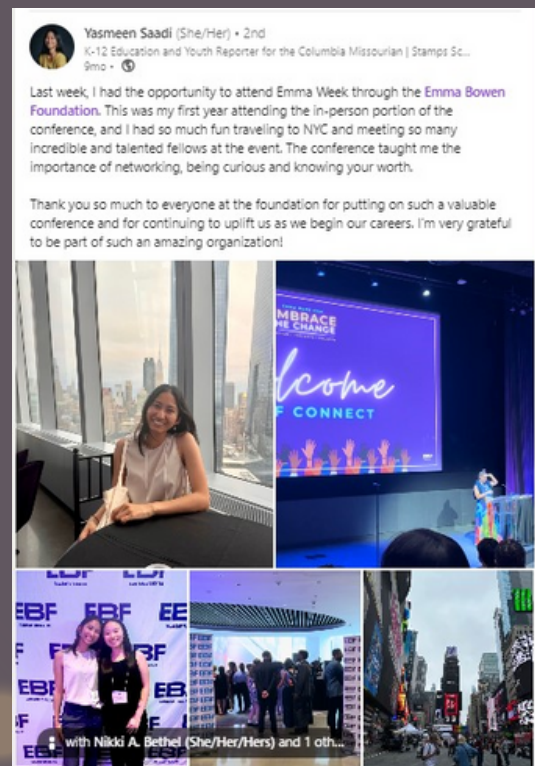 Yasmeen Saadi (She/Her) • 2nd
K-12 Education and Youth Reporter for the Columbia Missourian | Stamps Sc...
9mo •
Last week, I had the opportunity to attend Emma Week through the Emma Bowen
Foundation. This was my first year attending the in-person portion of the
conference, and I had so much fun traveling to NYC and meeting so many
incredible and talented fellows at the event. The conference taught me the
importance of networking, being curious and knowing your worth.
Thank you so much to everyone at the foundation for putting on such a valuable
conference and for continuing to uplift us as we begin our careers. I'm very grateful
to be part of such an amazing organization!
MBRACE
HE CHANGE
lcome
F CONNECT
EBF EBF
EBF EBF EB
EBF
EBF
with Nikki A. Bethel (She/Her/Hers) and 1 oth...